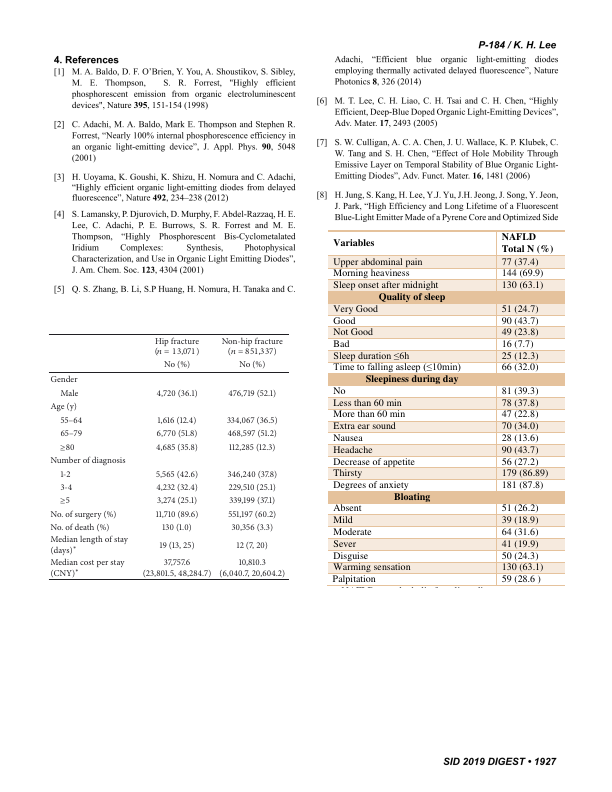 P-184 / K. H. Lee
4. References
[1] M. A. Baldo, D. F. O'Brien, Y. You, A. Shoustikov, S. Sibley,
M. E. Thompson, S. R. Forrest, "Highly efficient
phosphorescent emission from organic electroluminescent
devices", Nature 395, 151-154 (1998)
[2] C. Adachi, M. A. Baldo, Mark E. Thompson and Stephen R.
Forrest, “Nearly 100% internal phosphorescence efficiency in
an organic light-emitting device”, J. Appl. Phys. 90, 5048
(2001)
[3] H. Uoyama, K. Goushi, K. Shizu, H. Nomura and C. Adachi,
“Highly efficient organic light-emitting diodes from delayed
fluorescence”, Nature 492, 234–238 (2012)
[4] S. Lamansky, P. Djurovich, D. Murphy, F. Abdel-Razzaq, H. E.
Lee, C. Adachi, P. E. Burrows, S. R. Forrest and M. E.
Thompson, “Highly Phosphorescent Bis-Cyclometalated
Iridium Complexes: Synthesis, Photophysical
Characterization, and Use in Organic Light Emitting Diodes”,
J. Am. Chem. Soc. 123, 4304 (2001)
[5] Q. S. Zhang, B. Li, S.P Huang, H. Nomura, H. Tanaka and C.
Hip fracture Non-hip fracture
(n = 13,071) (n = 851,337)
No (%) No (%)
Gender
Male 4,720 (36.1) 476,719 (52.1)
Age (y)
55–64 1,616 (12.4) 334,067 (36.5)
65–79 6,770 (51.8) 468,597 (51.2)
≥80 4,685 (35.8) 112,285 (12.3)
Number of diagnosis
1-2 5,565 (42.6) 346,240 (37.8)
3-4 4,232 (32.4) 229,510 (25.1)
≥5 3,274 (25.1) 339,199 (37.1)
No. of surgery (%) 11,710 (89.6) 551,197 (60.2)
No. of death (%) 130 (1.0) 30,356 (3.3)
Median length of stay
(days)* 19 (13, 25) 12 (7, 20)
Median cost per stay 37,757.6 10,810.3
(CNY)* (23,801.5, 48,284.7) (6,040.7, 20,604.2)
Adachi, “Efficient blue organic light-emitting diodes
employing thermally activated delayed fluorescence”, Nature
Photonics 8, 326 (2014)
[6] M. T. Lee, C. H. Liao, C. H. Tsai and C. H. Chen, “Highly
Efficient, Deep-Blue Doped Organic Light-Emitting Devices”,
Adv. Mater. 17, 2493 (2005)
[7] S. W. Culligan, A. C. A. Chen, J. U. Wallace, K. P. Klubek, C.
W. Tang and S. H. Chen, “Effect of Hole Mobility Through
Emissive Layer on Temporal Stability of Blue Organic Light-
Emitting Diodes”, Adv. Funct. Mater. 16, 1481 (2006)
[8] H. Jung, S. Kang, H. Lee, Y.J. Yu, J.H. Jeong, J. Song, Y. Jeon,
J. Park, “High Efficiency and Long Lifetime of a Fluorescent
Blue-Light Emitter Made of a Pyrene Core and Optimized Side
Variables NAFLD
Total N (%)
Upper abdominal pain 77 (37.4)
Morning heaviness 144 (69.9)
Sleep onset after midnight 130 (63.1)
Quality of sleep
Very Good 51 (24.7)
Good 90 (43.7)
Not Good 49 (23.8)
Bad 16 (7.7)
Sleep duration ≤6h 25 (12.3)
Time to falling asleep (≤10min) 66 (32.0)
Sleepiness during day
No 81 (39.3)
Less than 60 min 78 (37.8)
More than 60 min 47 (22.8)
Extra ear sound 70 (34.0)
Nausea 28 (13.6)
Headache 90 (43.7)
Decrease of appetite 56 (27.2)
Thirsty 179 (86.89)
Degrees of anxiety 181 (87.8)
Bloating
Absent 51 (26.2)
Mild 39 (18.9)
Moderate 64 (31.6)
Sever 41 (19.9)
Disguise 50 (24.3)
Warming sensation 130 (63.1)
Palpitation 59 (28.6 )
SID 2019 DIGEST • 1927